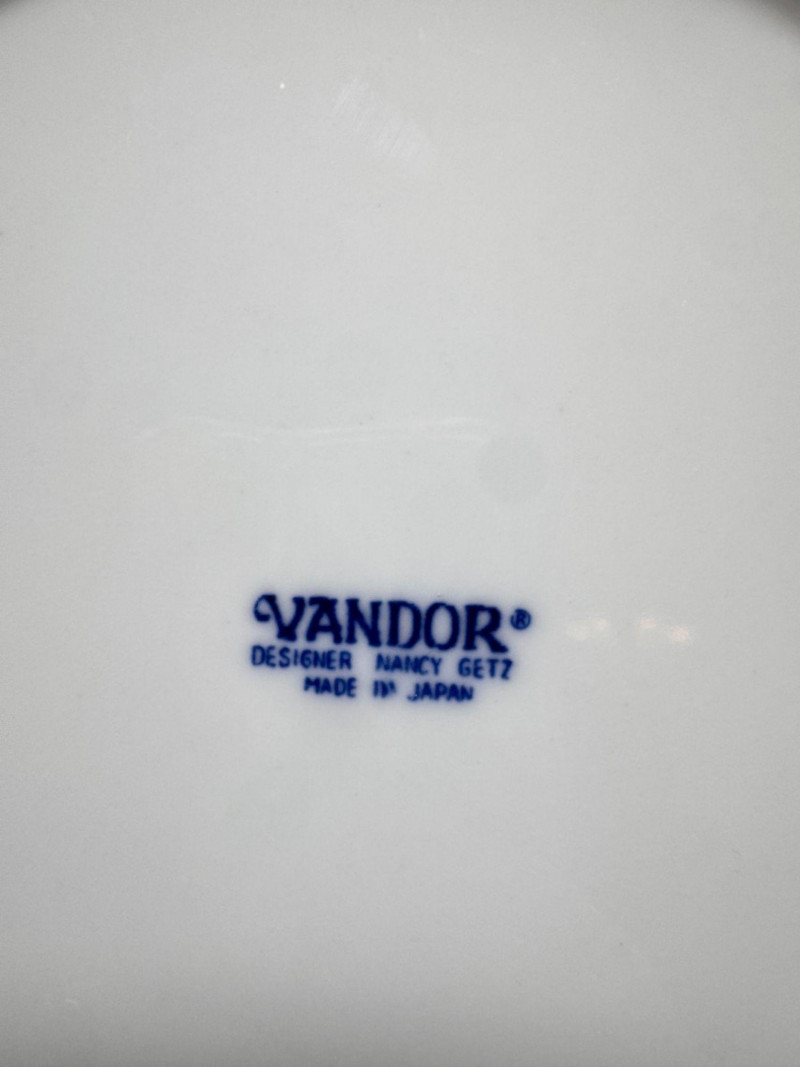 VANDOR®
DESIGNER NANCY GETZ
MADE IN JAPAN